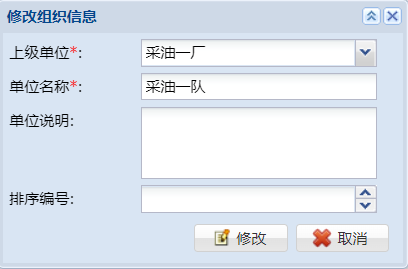 修改组织信息
上级单位*: 采油一厂
单位名称*: 采油一队
单位说明:
排序编号:
修改 取消